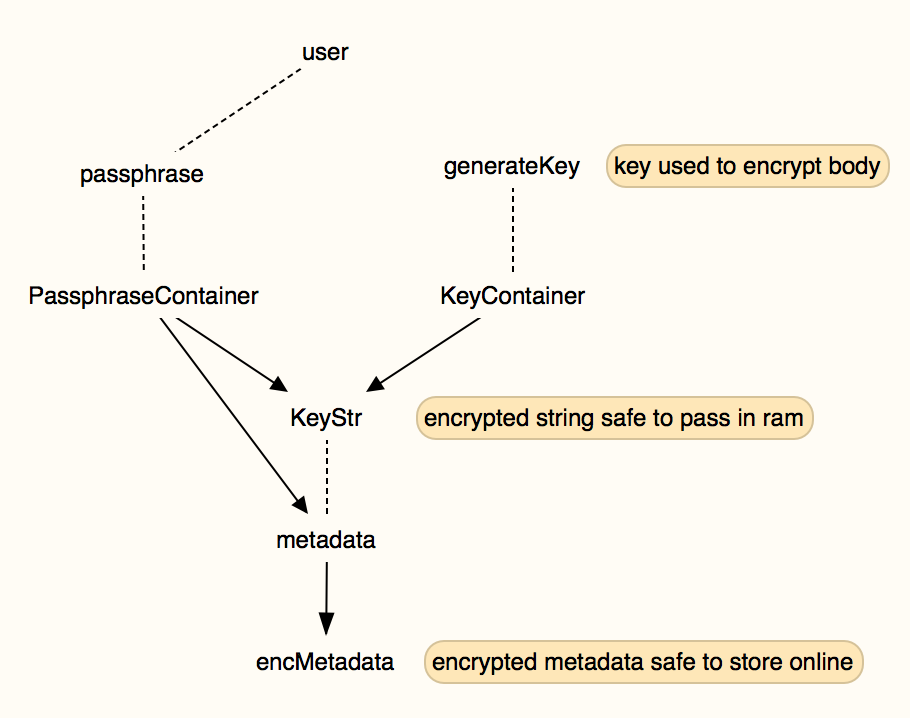 user
passphrase
generateKey
key used to encrypt body
PassphraseContainer
KeyContainer
KeyStr
encrypted string safe to pass in ram
metadata
encMetadata
encrypted metadata safe to store online